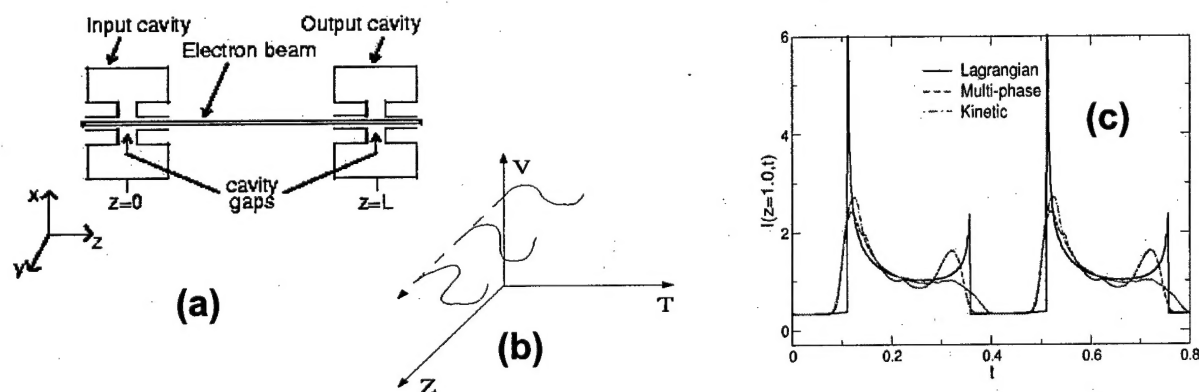 Input cavity
Output cavity
Electron beam
cavity
gaps
z=0
z=L
x
z
y
(a)
V
T
Z
(b)
I(z=1.0,t)
6
4
2
0
Lagrangian
Multi-phase
Kinetic
(c)
0
0.2
0.4
0.6
0.8
t